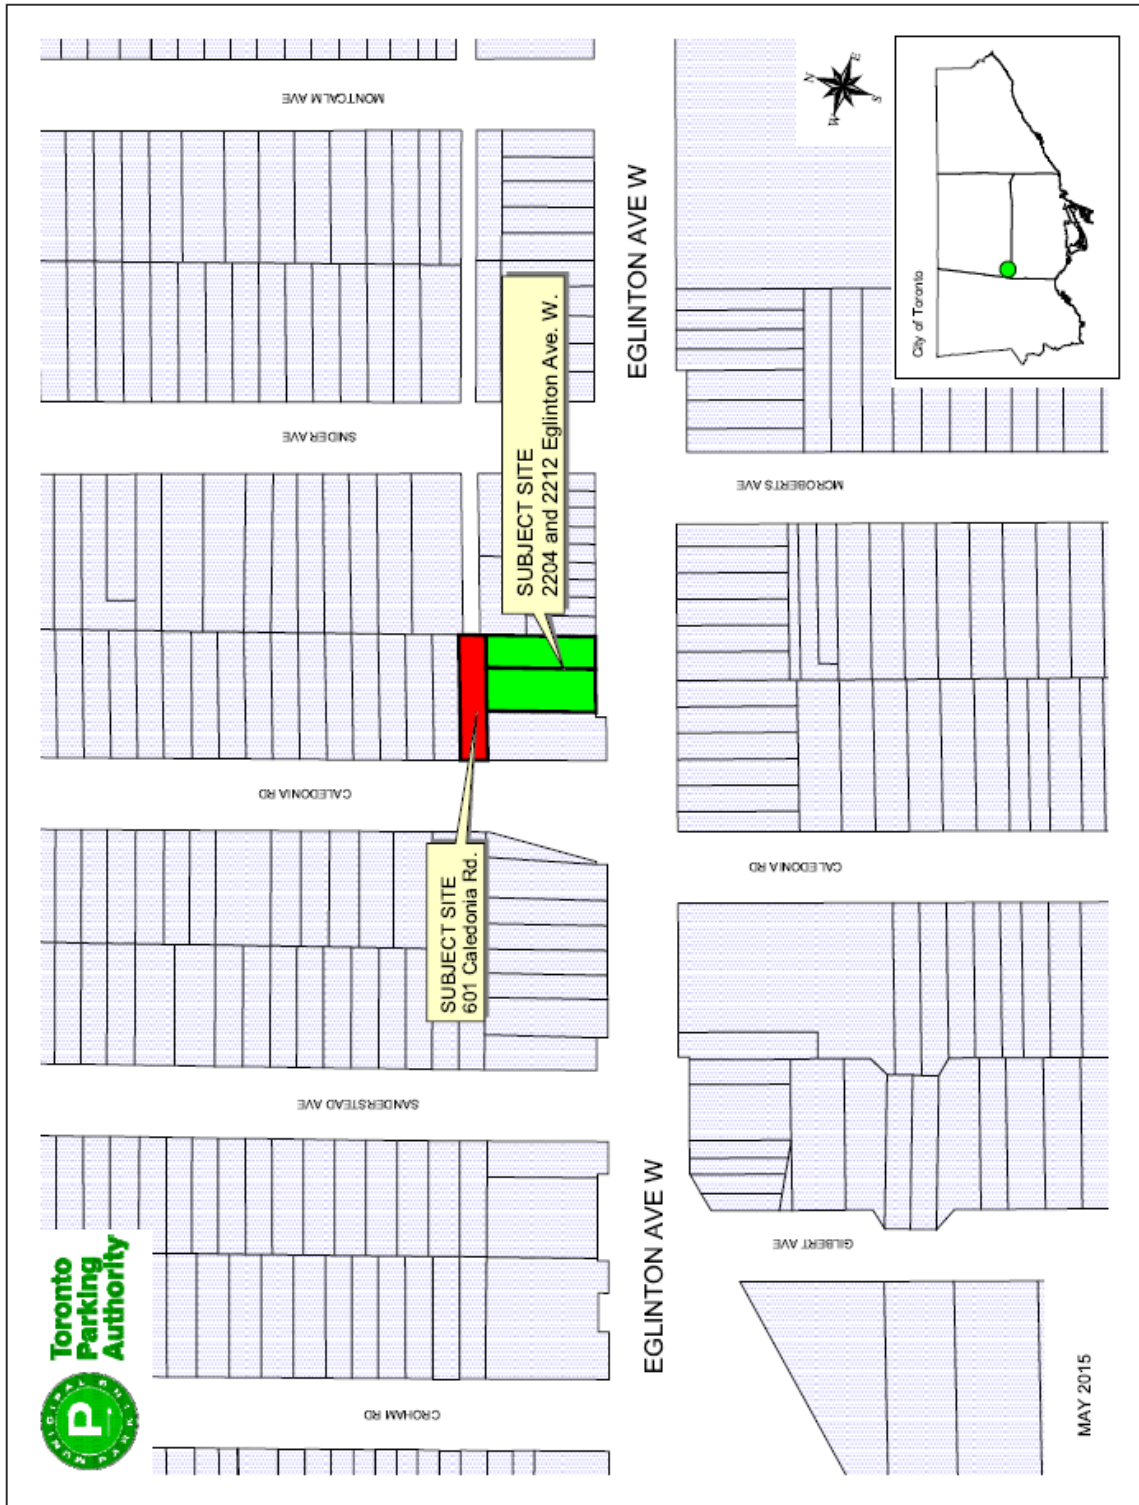 Toronto
Parking
Authority
MUNICIPAL PARKING
P
CROHAM RD
SANDERSTEAD AVE
CALEDONIA RD
SNIDER AVE
MONTCALM AVE
SUBJECT SITE
601 Caledonia Rd.
SUBJECT SITE
2204 and 2212 Eglinton Ave. W.
EGLINTON AVE W
EGLINTON AVE W
GILBERT AVE
CALEDONIA RD
MCROBERTS AVE
N
E
S
W
City of Toronto
MAY 2015